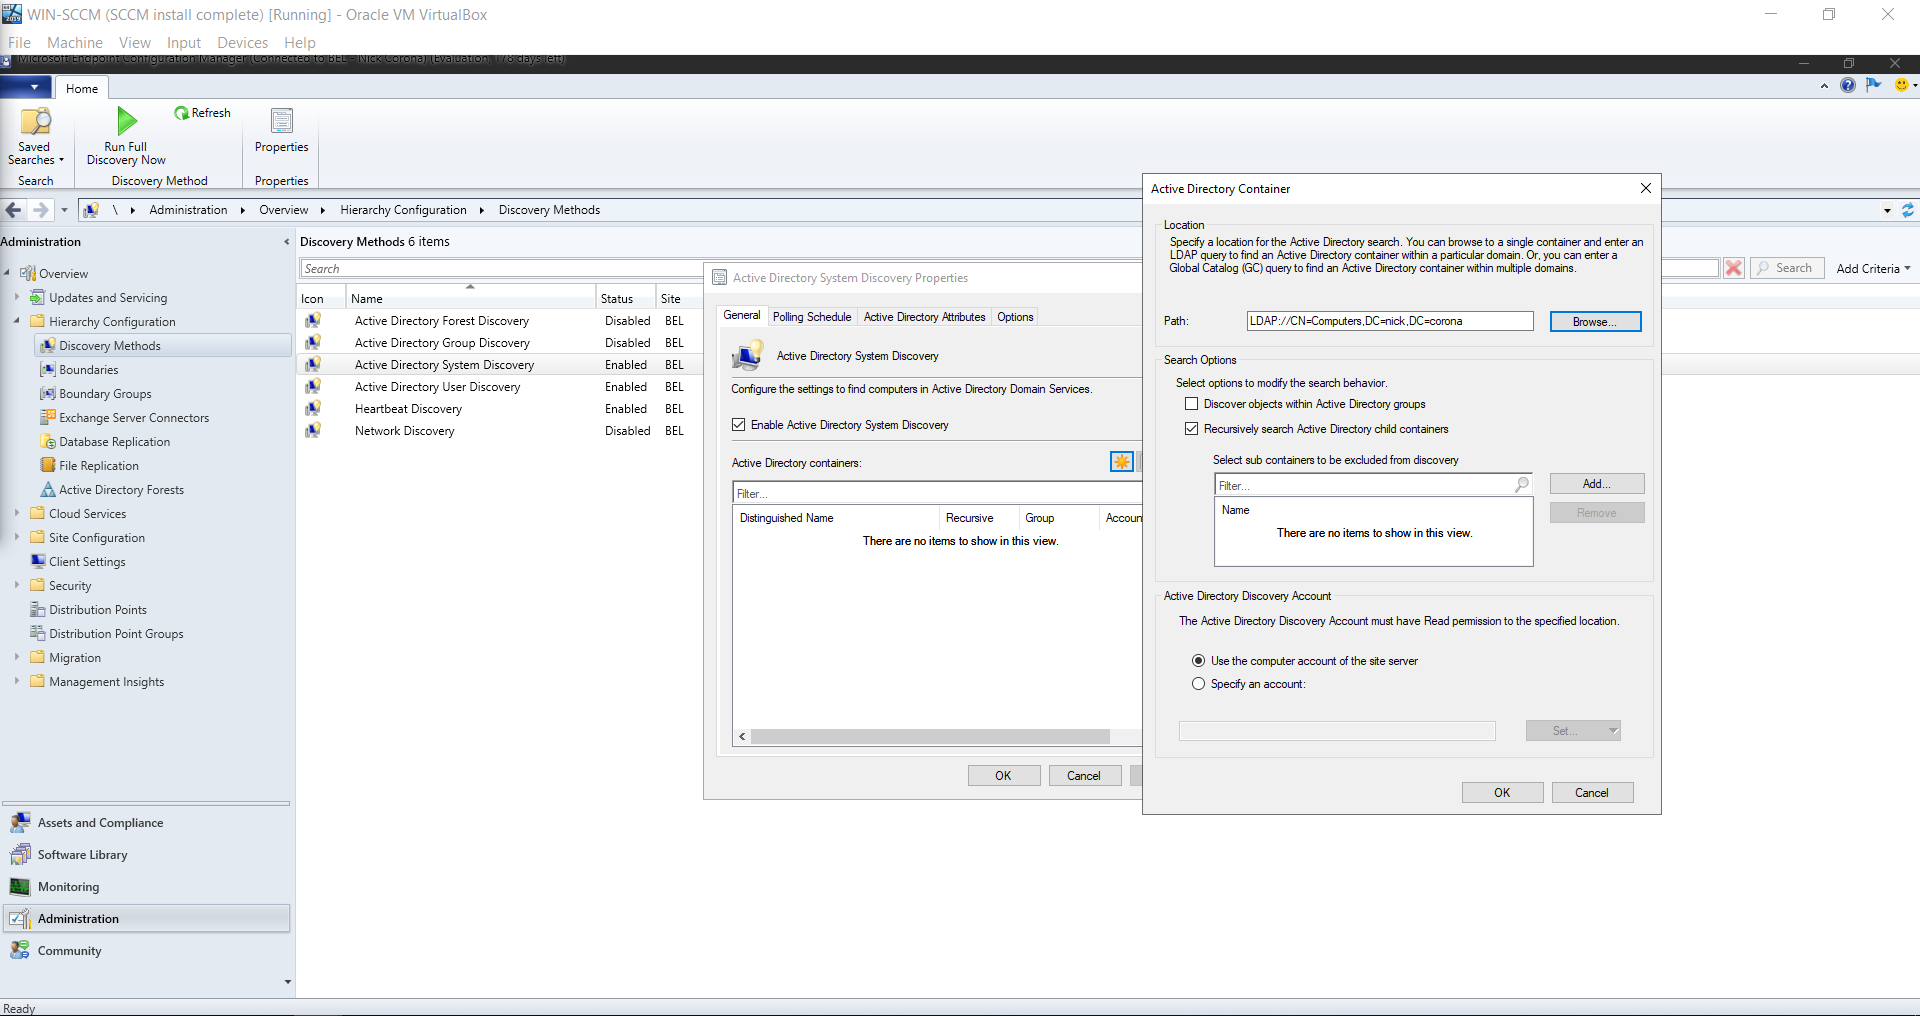 WIN-SCCM (SCCM install complete) [Running] - Oracle VM VirtualBox
File Machine View Input Devices Help
Microsoft Endpoint Configuration Manager (Connected to BEL - Nick Corona) (Evaluation, 178 days left)
Home
Saved Searches
Run Full Discovery Now
Refresh
Properties
Search
Discovery Method
Properties
\ Administration Overview Hierarchy Configuration Discovery Methods
Administration
Overview
Updates and Servicing
Hierarchy Configuration
Discovery Methods
Boundaries
Boundary Groups
Exchange Server Connectors
Database Replication
File Replication
Active Directory Forests
Cloud Services
Site Configuration
Client Settings
Security
Distribution Points
Distribution Point Groups
Migration
Management Insights
Assets and Compliance
Software Library
Monitoring
Administration
Community
Ready
Discovery Methods 6 items
Search
Search
Add Criteria
Icon Name Status Site
Active Directory Forest Discovery Disabled BEL
Active Directory Group Discovery Disabled BEL
Active Directory System Discovery Enabled BEL
Active Directory User Discovery Enabled BEL
Heartbeat Discovery Enabled BEL
Network Discovery Disabled BEL
Active Directory System Discovery Properties
General Polling Schedule Active Directory Attributes Options
Active Directory System Discovery
Configure the settings to find computers in Active Directory Domain Services.
Enable Active Directory System Discovery
Active Directory containers:
Filter...
Distinguished Name Recursive Group Accoun
There are no items to show in this view.
OK Cancel
Active Directory Container
Location
Specify a location for the Active Directory search. You can browse to a single container and enter an
LDAP query to find an Active Directory container within a particular domain. Or, you can enter a
Global Catalog (GC) query to find an Active Directory container within multiple domains.
Path: LDAP://CN=Computers,DC=nick,DC=corona Browse...
Search Options
Select options to modify the search behavior.
Discover objects within Active Directory groups
Recursively search Active Directory child containers
Select sub containers to be excluded from discovery
Filter... Add...
Name Remove
There are no items to show in this view.
Active Directory Discovery Account
The Active Directory Discovery Account must have Read permission to the specified location.
Use the computer account of the site server
Specify an account:
Set...
OK Cancel